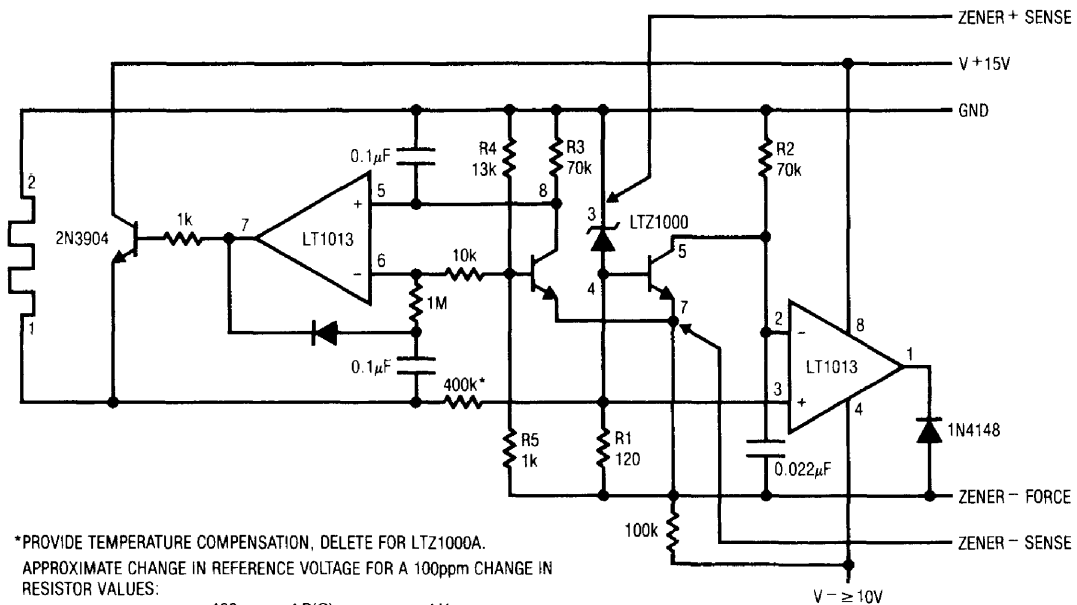 ZENER + SENSE
V +15V
GND
2
2N3904
1
1k
7
0.1µF
5
+
LT1013
6
−
10k
1M
0.1µF
400k*
R4
13k
R3
70k
8
R5
1k
3
LTZ1000
4
5
7
R1
120
R2
70k
2
−
LT1013
3
+
8
1
4
1N4148
0.022µF
100k
ZENER − FORCE
ZENER − SENSE
V − ≥ 10V
*PROVIDE TEMPERATURE COMPENSATION, DELETE FOR LTZ1000A.
APPROXIMATE CHANGE IN REFERENCE VOLTAGE FOR A 100ppm CHANGE IN
RESISTOR VALUES: